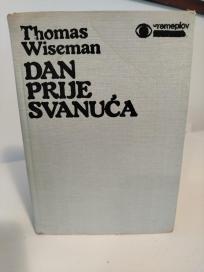 Thomas
Wiseman
vremeplov
DAN
PRIJE
SVANUĆA